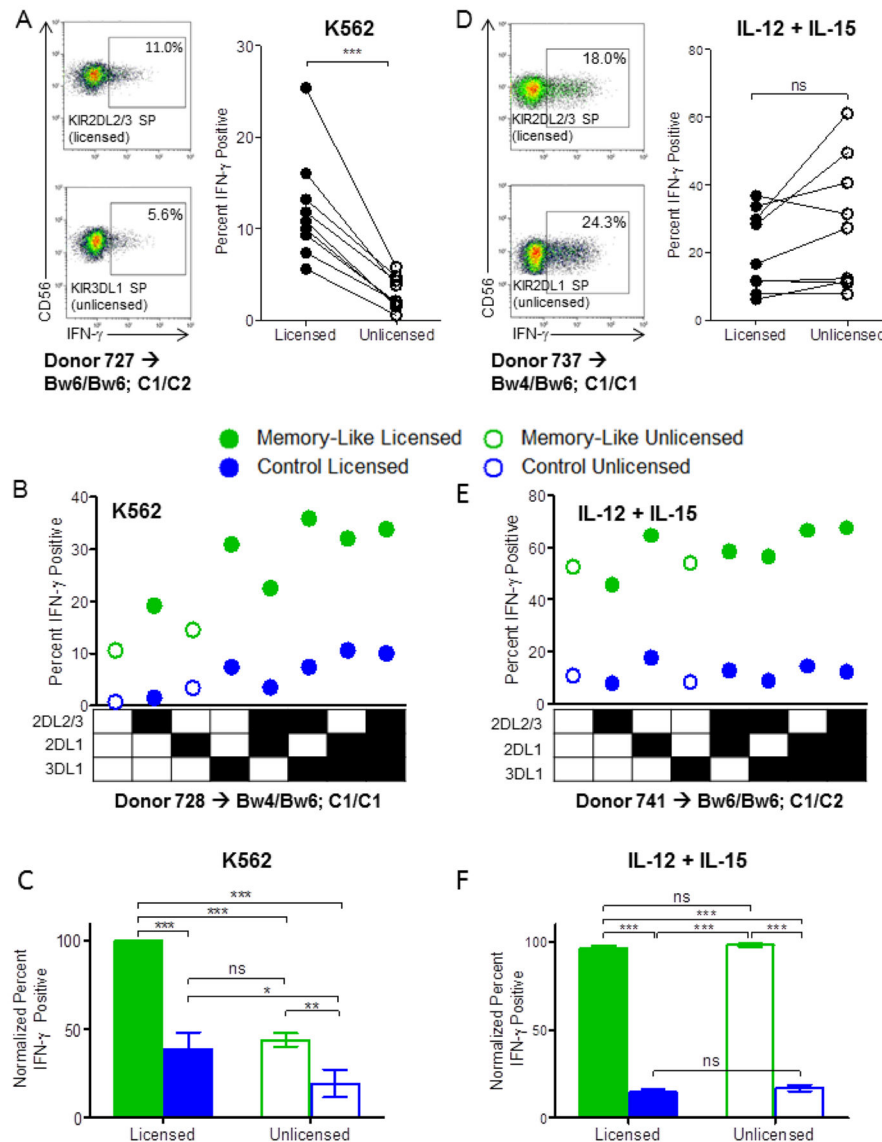 A
K562
11.0%
KIR2DL2/3 SP
(licensed)
5.6%
KIR3DL1 SP
(unlicensed)
CD56
IFN-γ
Percent IFN-γ Positive
30
20
10
0
***
Licensed
Unlicensed
Donor 727 →
Bw6/Bw6; C1/C2
D
IL-12 + IL-15
18.0%
KIR2DL2/3 SP
(licensed)
24.3%
KIR2DL1 SP
(unlicensed)
CD56
IFN-γ
Percent IFN-γ Positive
80
60
40
20
0
ns
Licensed
Unlicensed
Donor 737 →
Bw4/Bw6; C1/C1
Memory-Like Licensed
Memory-Like Unlicensed
Control Licensed
Control Unlicensed
B
K562
Percent IFN-γ Positive
40
30
20
10
0
2DL2/3
2DL1
3DL1
Donor 728 → Bw4/Bw6; C1/C1
E
IL-12 + IL-15
Percent IFN-γ Positive
80
60
40
20
0
2DL2/3
2DL1
3DL1
Donor 741 → Bw6/Bw6; C1/C2
C
K562
Normalized Percent
IFN-γ Positive
100
50
0
***
***
***
ns
*
**
Licensed
Unlicensed
F
IL-12 + IL-15
Normalized Percent
IFN-γ Positive
100
50
0
ns
***
***
***
***
ns
Licensed
Unlicensed